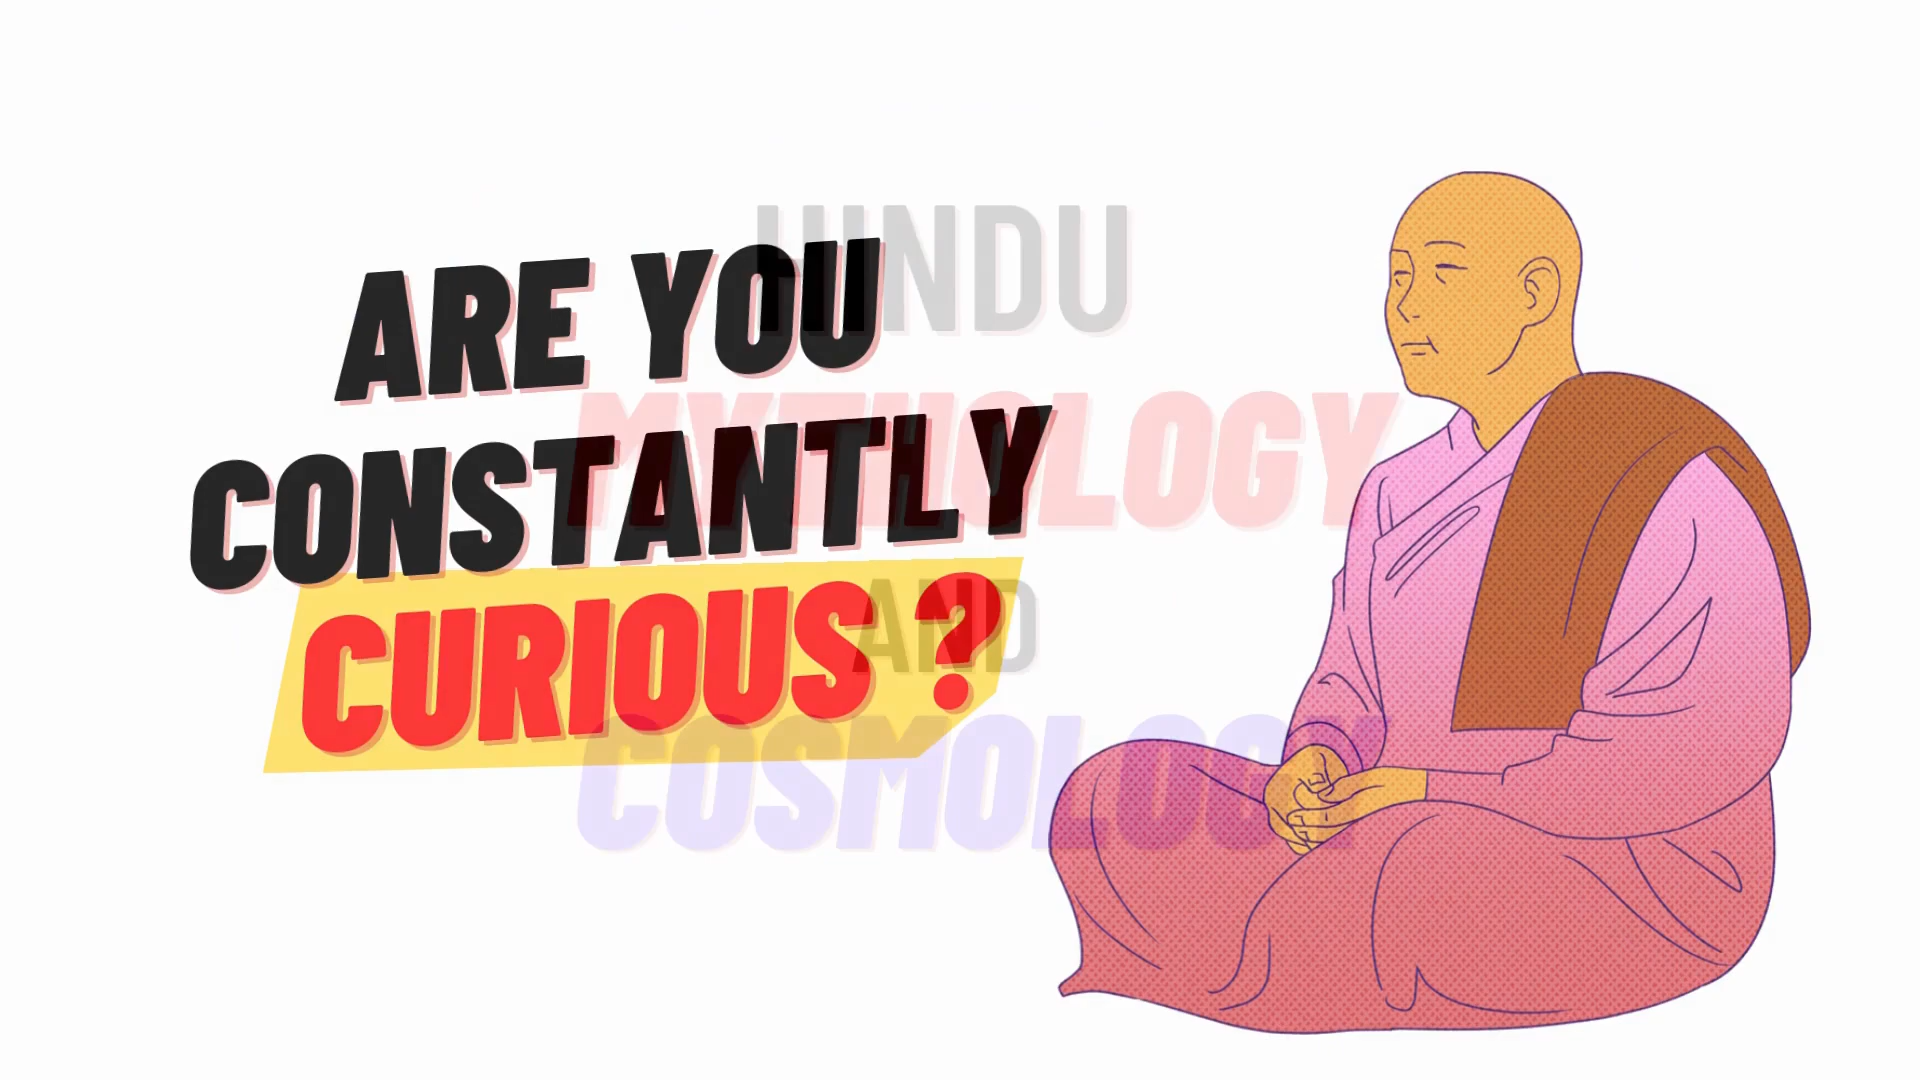 ARE YOU
CONSTANTLY
CURIOUS ?
HINDU
MYTHOLOGY
AND
COSMOLOGY